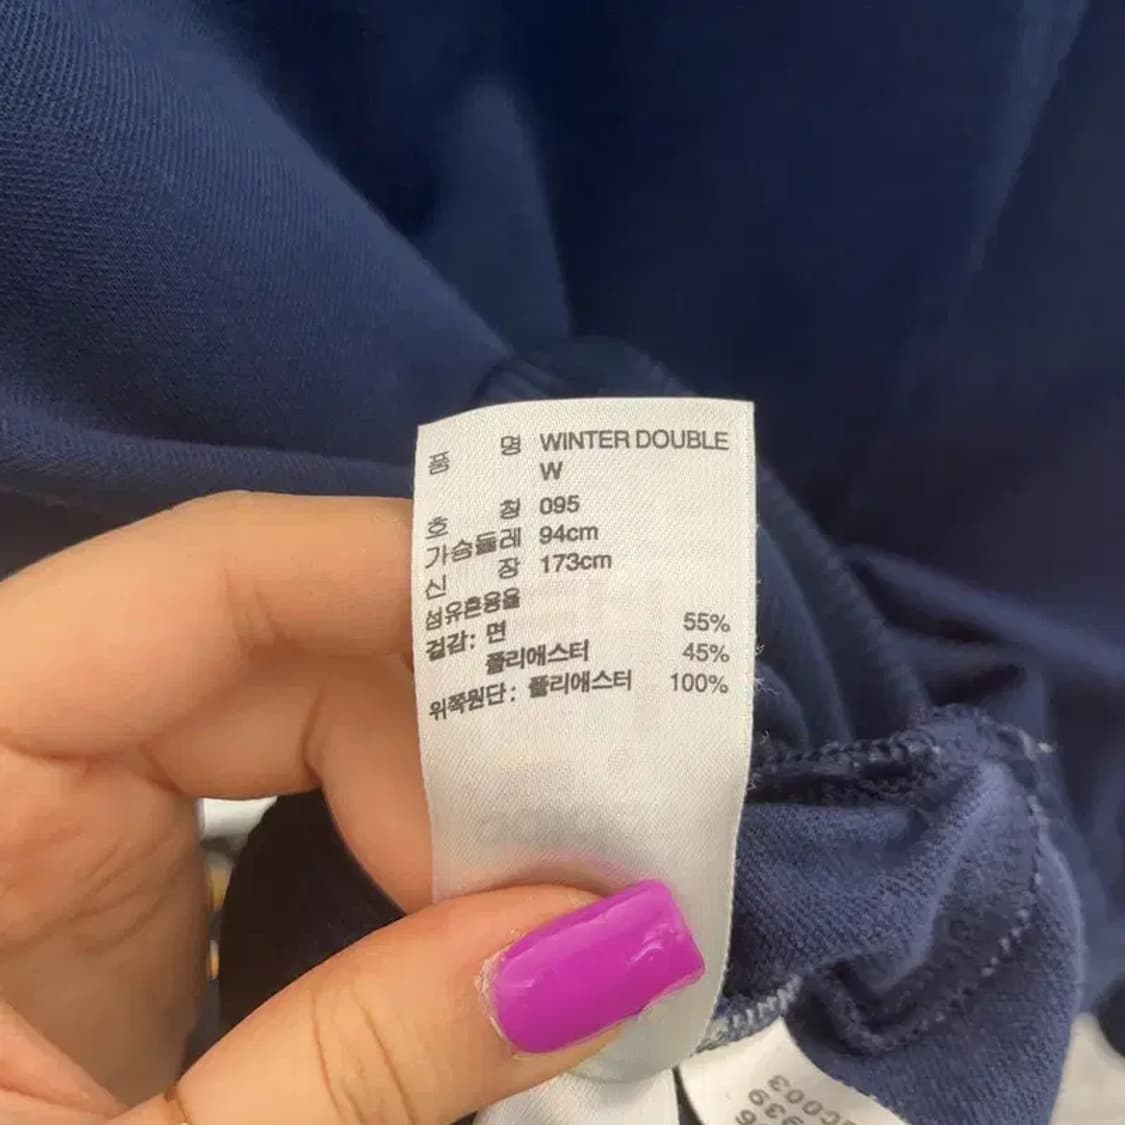 품 명 WINTER DOUBLE
W
호 칭 095
가슴둘레 94cm
신 장 173cm
섬유혼용율
겉감: 면 55%
폴리에스터 45%
위쪽원단: 폴리에스터 100%